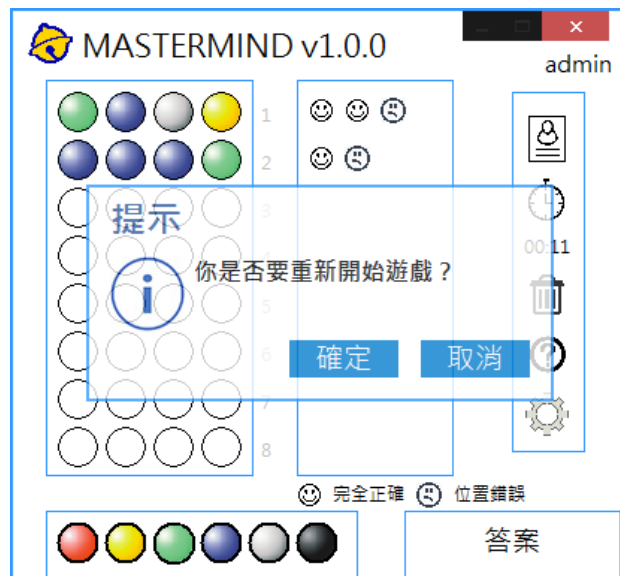 MASTERMIND v1.0.0
admin
1
2
3
提示
你是否要重新開始遊戲？
00:11
5
6
確定
取消
7
8
完全正確
位置錯誤
答案